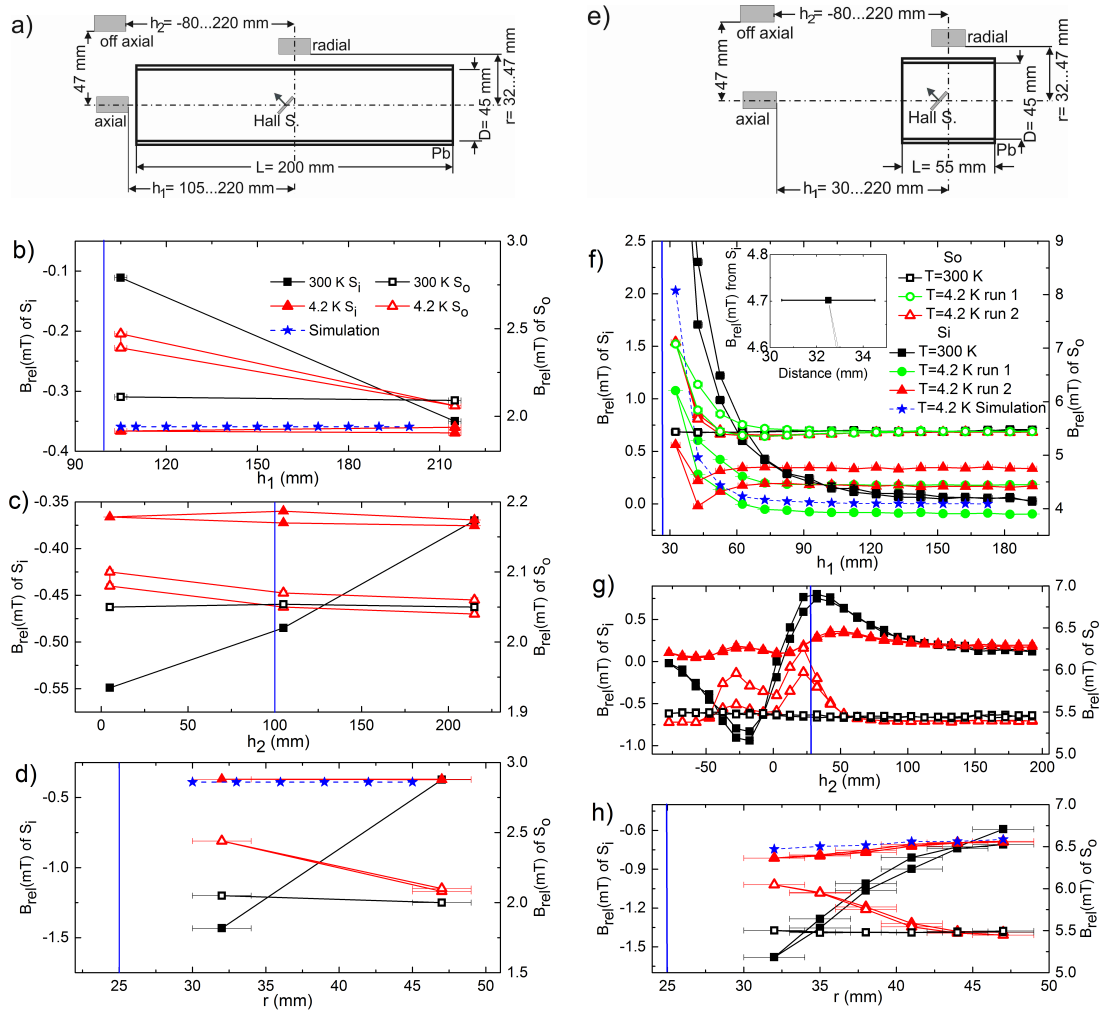 a)
h₂= -80...220 mm
off axial
radial
47 mm
axial
Hall S.
D= 45 mm
r= 32...47 mm
Pb
L= 200 mm
h₁= 105...220 mm
e)
h₂= -80...220 mm
off axial
radial
47 mm
axial
Hall S.
D= 45 mm
r= 32...47 mm
Pb
L= 55 mm
h₁= 30...220 mm
b)
300 K Sᵢ
300 K Sₒ
4.2 K Sᵢ
4.2 K Sₒ
Simulation
-0.1
-0.2
-0.3
-0.4
Bᵣₑₗ(mT) of Sᵢ
3.0
2.5
2.0
Bᵣₑₗ(mT) of Sₒ
90 120 150 180 210
h₁(mm)
c)
-0.35
-0.40
-0.45
-0.50
-0.55
Bᵣₑₗ(mT) of Sᵢ
2.2
2.1
2.0
1.9
Bᵣₑₗ(mT) of Sₒ
0 50 100 150 200
h₂(mm)
d)
-0.5
-1.0
-1.5
Bᵣₑₗ(mT) of Sᵢ
3.0
2.5
2.0
1.5
Bᵣₑₗ(mT) of Sₒ
25 30 35 40 45 50
r (mm)
f)
2.5
2.0
1.5
1.0
0.5
0.0
Bᵣₑₗ(mT) of Sᵢ
4.8
4.7
4.6
Bᵣₑₗ(mT) from Sᵢ
30 32 34
Distance (mm)
So
T=300 K
T=4.2 K run 1
T=4.2 K run 2
Si
T=300 K
T=4.2 K run 1
T=4.2 K run 2
T=4.2 K Simulation
9
8
7
6
5
4
Bᵣₑₗ(mT) of Sₒ
30 60 90 120 150 180
h₁(mm)
g)
0.5
0.0
-0.5
-1.0
Bᵣₑₗ(mT) of Sᵢ
7.0
6.5
6.0
5.5
5.0
Bᵣₑₗ(mT) of Sₒ
-50 0 50 100 150 200
h₂(mm)
h)
-0.6
-0.9
-1.2
-1.5
Bᵣₑₗ(mT) of Sᵢ
7.0
6.5
6.0
5.5
5.0
Bᵣₑₗ(mT) of Sₒ
25 30 35 40 45 50
r (mm)